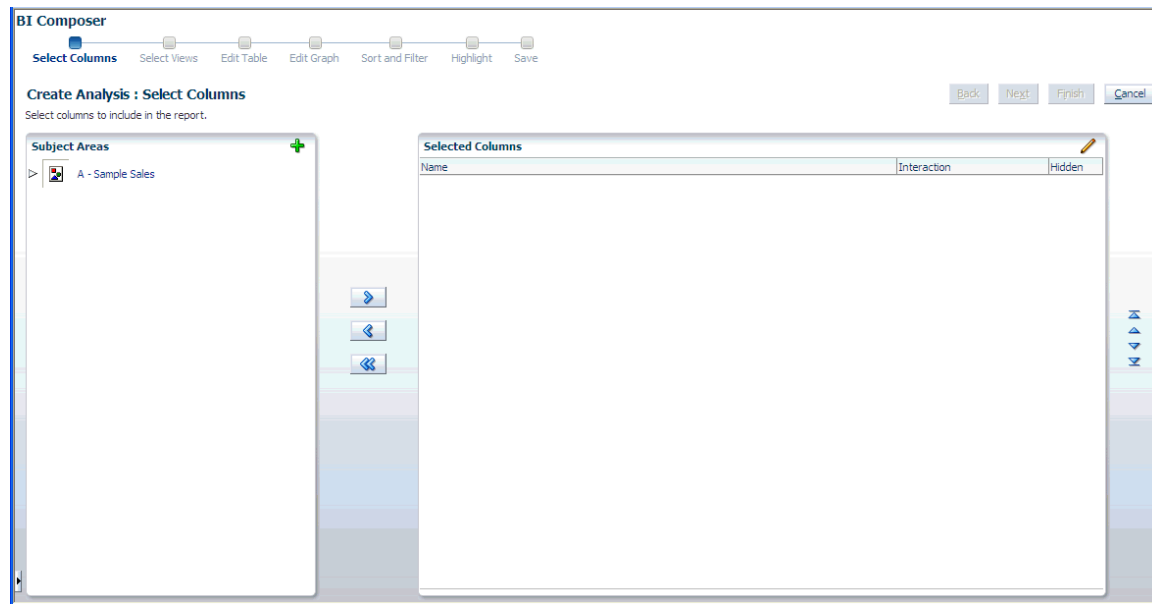 BI Composer
Select Columns Select Views Edit Table Edit Graph Sort and Filter Highlight Save
Create Analysis : Select Columns
Back Next Finish Cancel
Select columns to include in the report.
Subject Areas
Selected Columns
Name Interaction Hidden
A - Sample Sales